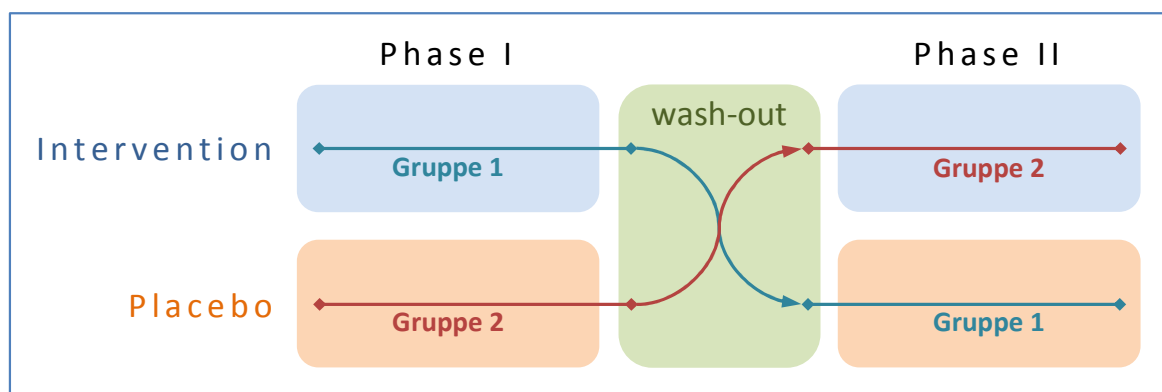 Phase I
Phase II
wash-out
Intervention
Gruppe 1
Gruppe 2
Placebo
Gruppe 2
Gruppe 1